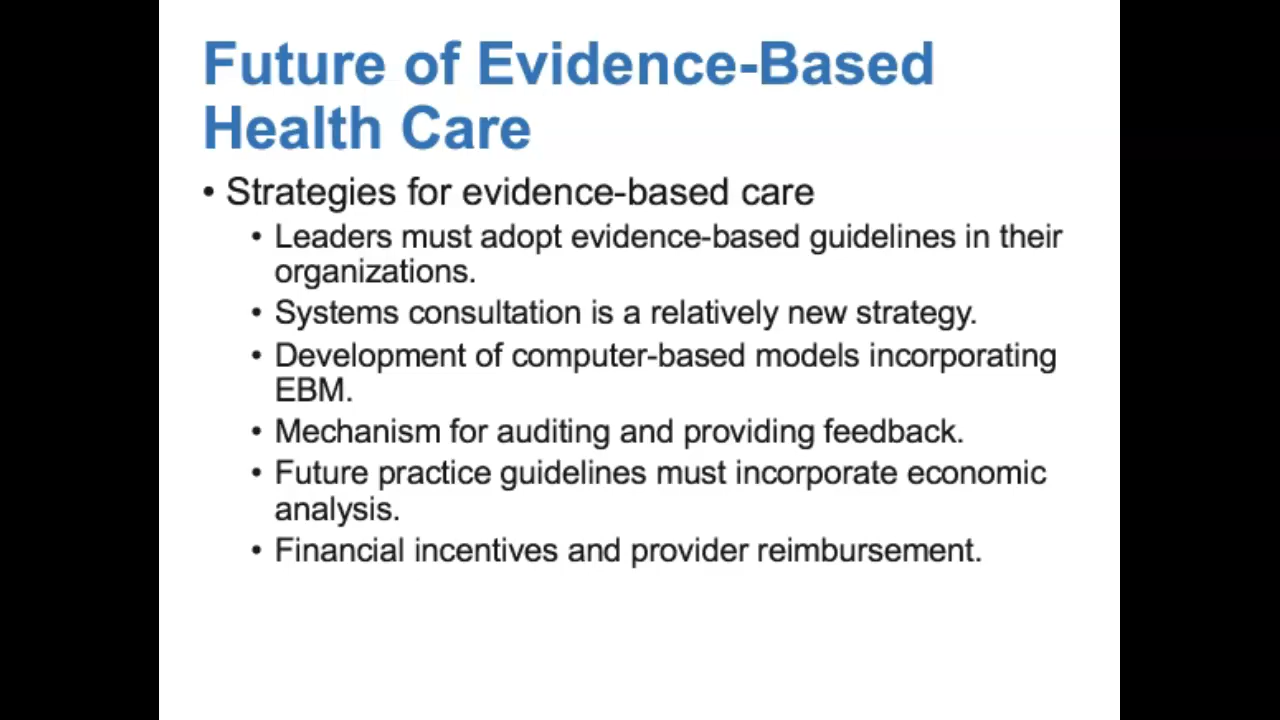 Future of Evidence-Based
Health Care
• Strategies for evidence-based care
• Leaders must adopt evidence-based guidelines in their
organizations.
• Systems consultation is a relatively new strategy.
• Development of computer-based models incorporating
EBM.
• Mechanism for auditing and providing feedback.
• Future practice guidelines must incorporate economic
analysis.
• Financial incentives and provider reimbursement.